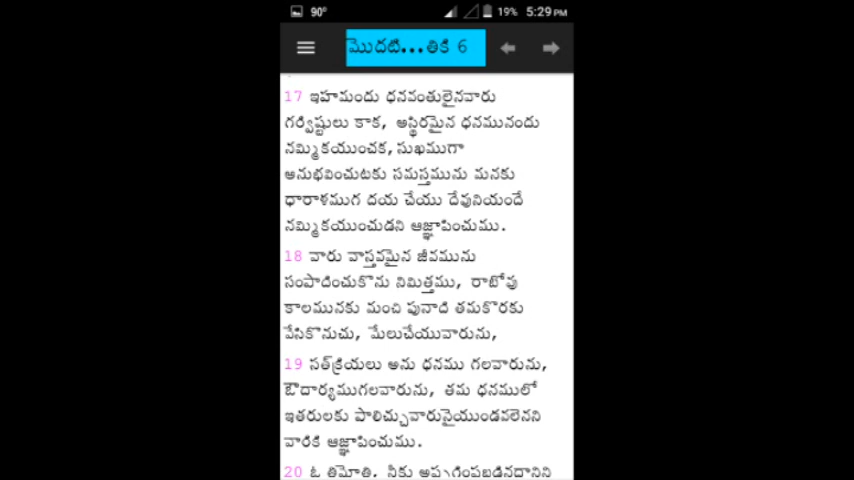 90° 19% 5:29 PM
మొదటి...తికి 6
17 ఇహమందు ధనవంతులైనవారు
గర్విష్టులు కాక, అస్థిరమైన ధనమునందు
నమ్మికయుంచక,సుఖముగా
అనుభవించుటకు సమస్తమును మనకు
ధారాళముగ దయ చేయు దేవునియందే
నమ్మికయుంచుడని ఆజ్ఞాపించుము.
18 వారు వాస్తవమైన జీవమును
సంపాదించుకొను నిమిత్తము, రాబోవు
కాలమునకు మంచి పునాది తమకొరకు
వేసికొనుచు, మేలుచేయువారును,
19 సత్‌క్రియలు అను ధనము గలవారును,
ఔదార్యముగలవారును, తమ ధనములో
ఇతరులకు పాలిచ్చువారునైయుండవలెనని
వారికి ఆజ్ఞాపించుము.
20 ఓ తిమోతి, నీకు అప్పగింపబడినదానిని